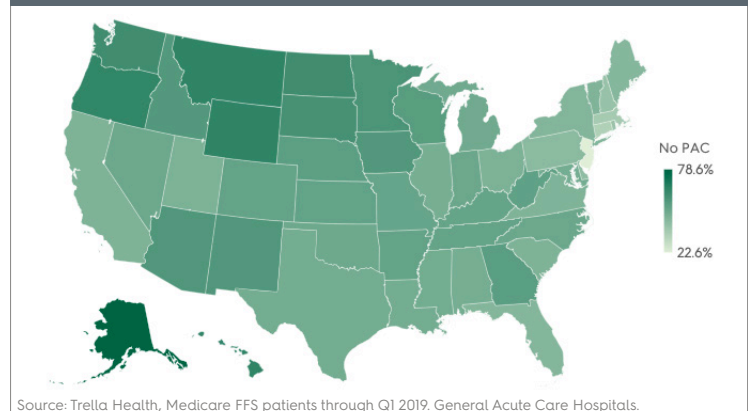 No PAC
78.6%
22.6%
Source: Trella Health, Medicare FFS patients through Q1 2019. General Acute Care Hospitals.